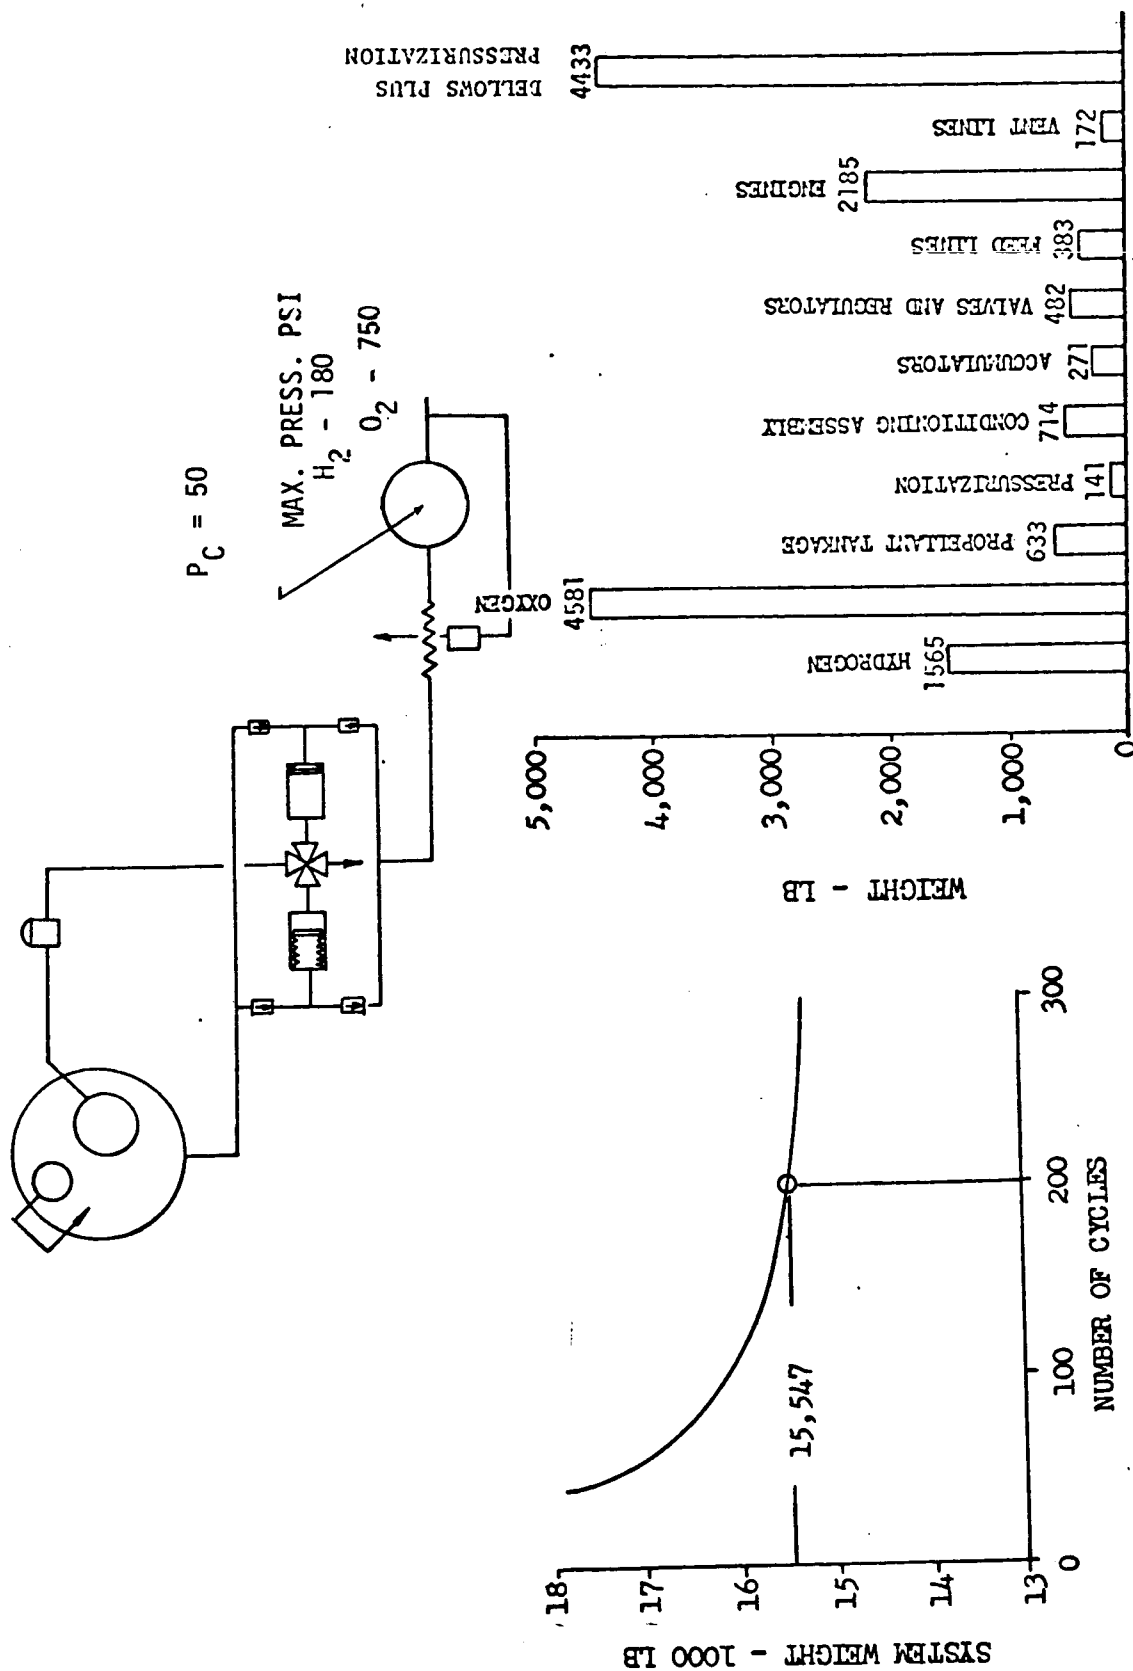 P_C = 50
MAX. PRESS. PSI
H_2 - 180
O_2 - 750
SYSTEM WEIGHT - 1000 LB
18
17
16
15
14
13
15,547
0
100
200
300
NUMBER OF CYCLES
WEIGHT - LB
5,000
4,000
3,000
2,000
1,000
0
HYDROGEN
1565
OXYGEN
4581
PROPELLANT TANKAGE
633
PRESSURIZATION
141
CONDITIONING ASSEMBLY
714
ACCUMULATORS
271
VALVES AND REGULATORS
482
FEED LINES
383
ENGINES
2185
VENT LINES
172
BELLOWS PLUS
PRESSURIZATION
4433